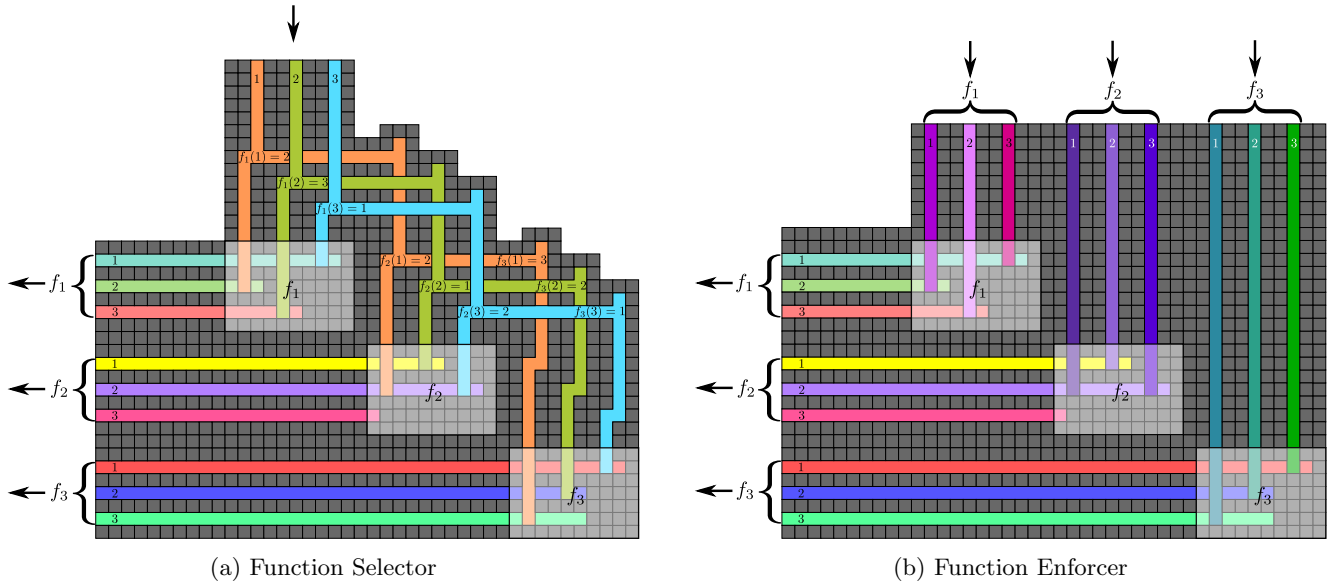 1 2 3
f₁(1) = 2
f₁(2) = 3
f₁(3) = 1
f₁
1
2
3
f₁
f₂(1) = 2 f₃(1) = 3
f₂(2) = 1 f₃(2) = 2
f₂(3) = 2 f₃(3) = 1
f₂
1
2
3
f₂
f₃
1
2
3
f₃
(a) Function Selector
f₁ f₂ f₃
1 2 3 1 2 3 1 2 3
f₁
1
2
3
f₁
f₂
1
2
3
f₂
f₃
1
2
3
f₃
(b) Function Enforcer